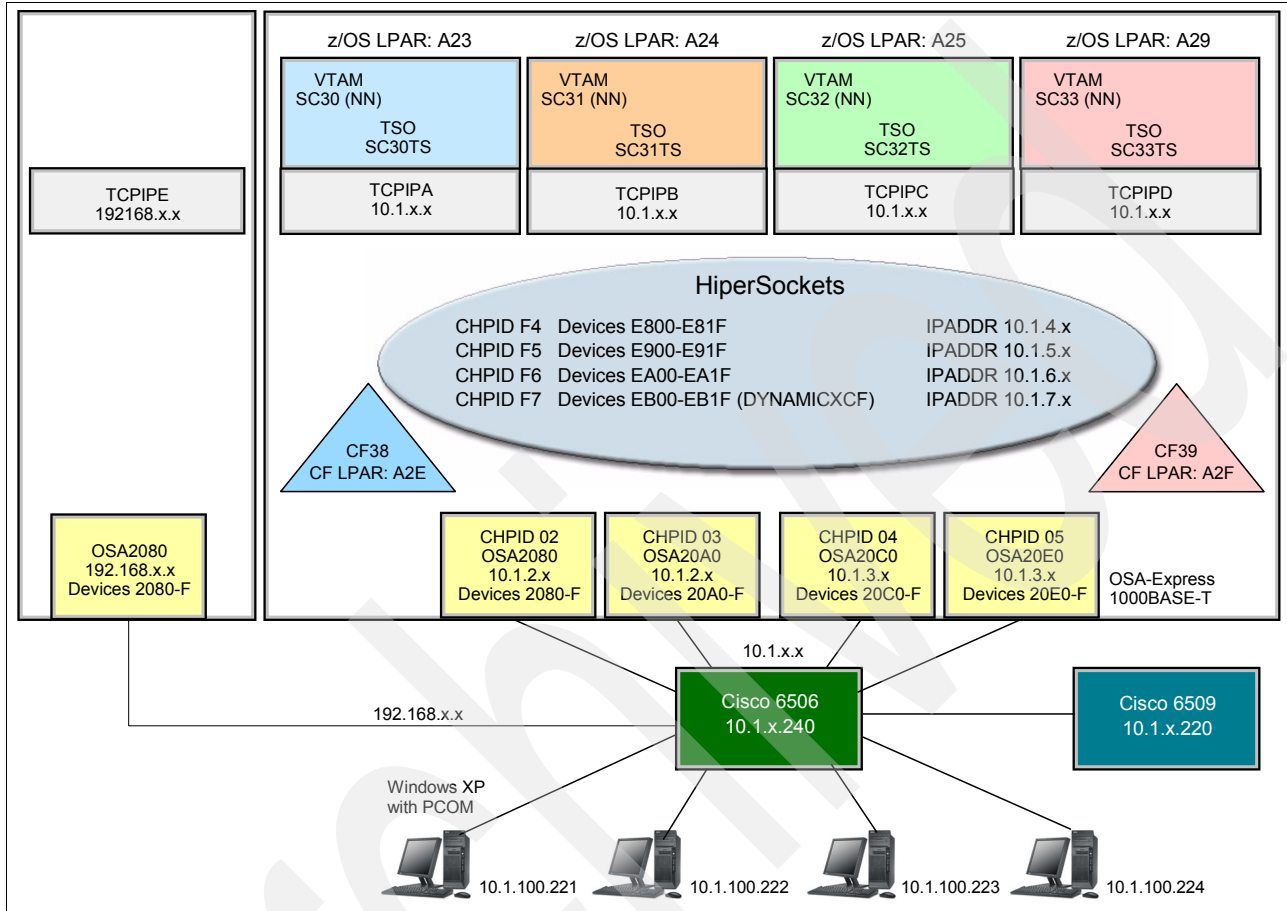 z/OS LPAR: A23
z/OS LPAR: A24
z/OS LPAR: A25
z/OS LPAR: A29
VTAM
SC30 (NN)
TSO
SC30TS
VTAM
SC31 (NN)
TSO
SC31TS
VTAM
SC32 (NN)
TSO
SC32TS
VTAM
SC33 (NN)
TSO
SC33TS
TCPIPE
192168.x.x
TCPIPA
10.1.x.x
TCPIPB
10.1.x.x
TCPIPC
10.1.x.x
TCPIPD
10.1.x.x
HiperSockets
CHPID F4 Devices E800-E81F IPADDR 10.1.4.x
CHPID F5 Devices E900-E91F IPADDR 10.1.5.x
CHPID F6 Devices EA00-EA1F IPADDR 10.1.6.x
CHPID F7 Devices EB00-EB1F (DYNAMICXCF) IPADDR 10.1.7.x
CF38
CF LPAR: A2E
CF39
CF LPAR: A2F
OSA2080
192.168.x.x
Devices 2080-F
CHPID 02
OSA2080
10.1.2.x
Devices 2080-F
CHPID 03
OSA20A0
10.1.2.x
Devices 20A0-F
CHPID 04
OSA20C0
10.1.3.x
Devices 20C0-F
CHPID 05
OSA20E0
10.1.3.x
Devices 20E0-F
OSA-Express
1000BASE-T
10.1.x.x
192.168.x.x
Cisco 6506
10.1.x.240
Cisco 6509
10.1.x.220
Windows XP
with PCOM
10.1.100.221
10.1.100.222
10.1.100.223
10.1.100.224